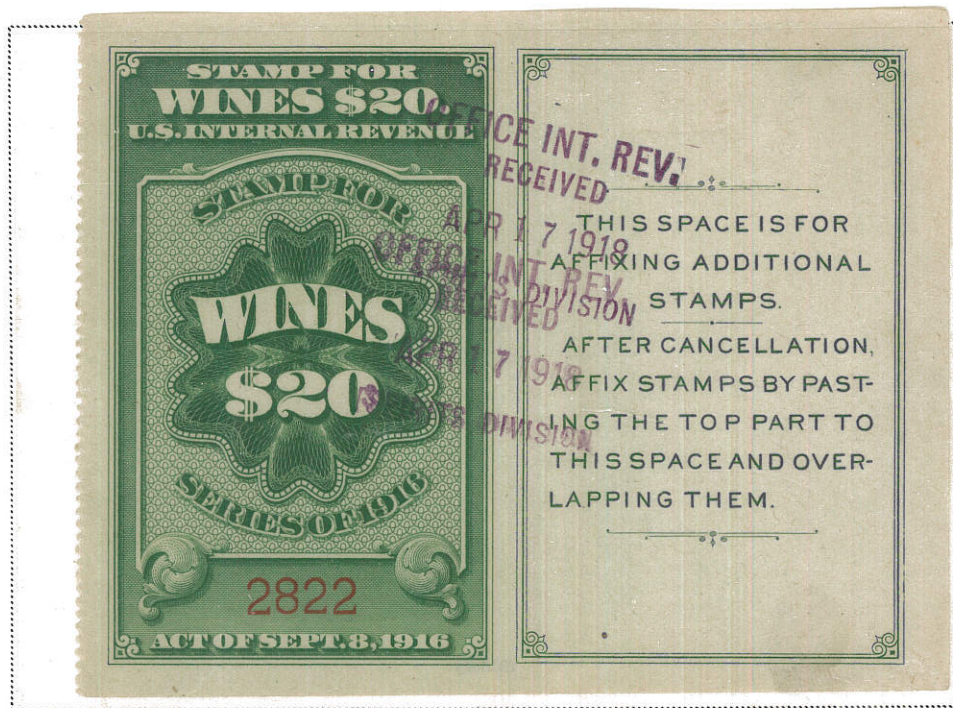 STAMP FOR
WINES $20
U.S. INTERNAL REVENUE
STAMP FOR
WINES
$20
SERIES OF 1916
2822
ACT OF SEPT. 8, 1916
OFFICE INT. REV.
RECEIVED
APR 17 1918
DIVISION
OFFICE INT. REV.
RECEIVED
APR 17 1918
DIVISION
THIS SPACE IS FOR
AFFIXING ADDITIONAL
STAMPS.
AFTER CANCELLATION,
AFFIX STAMPS BY PAST-
ING THE TOP PART TO
THIS SPACE AND OVER-
LAPPING THEM.